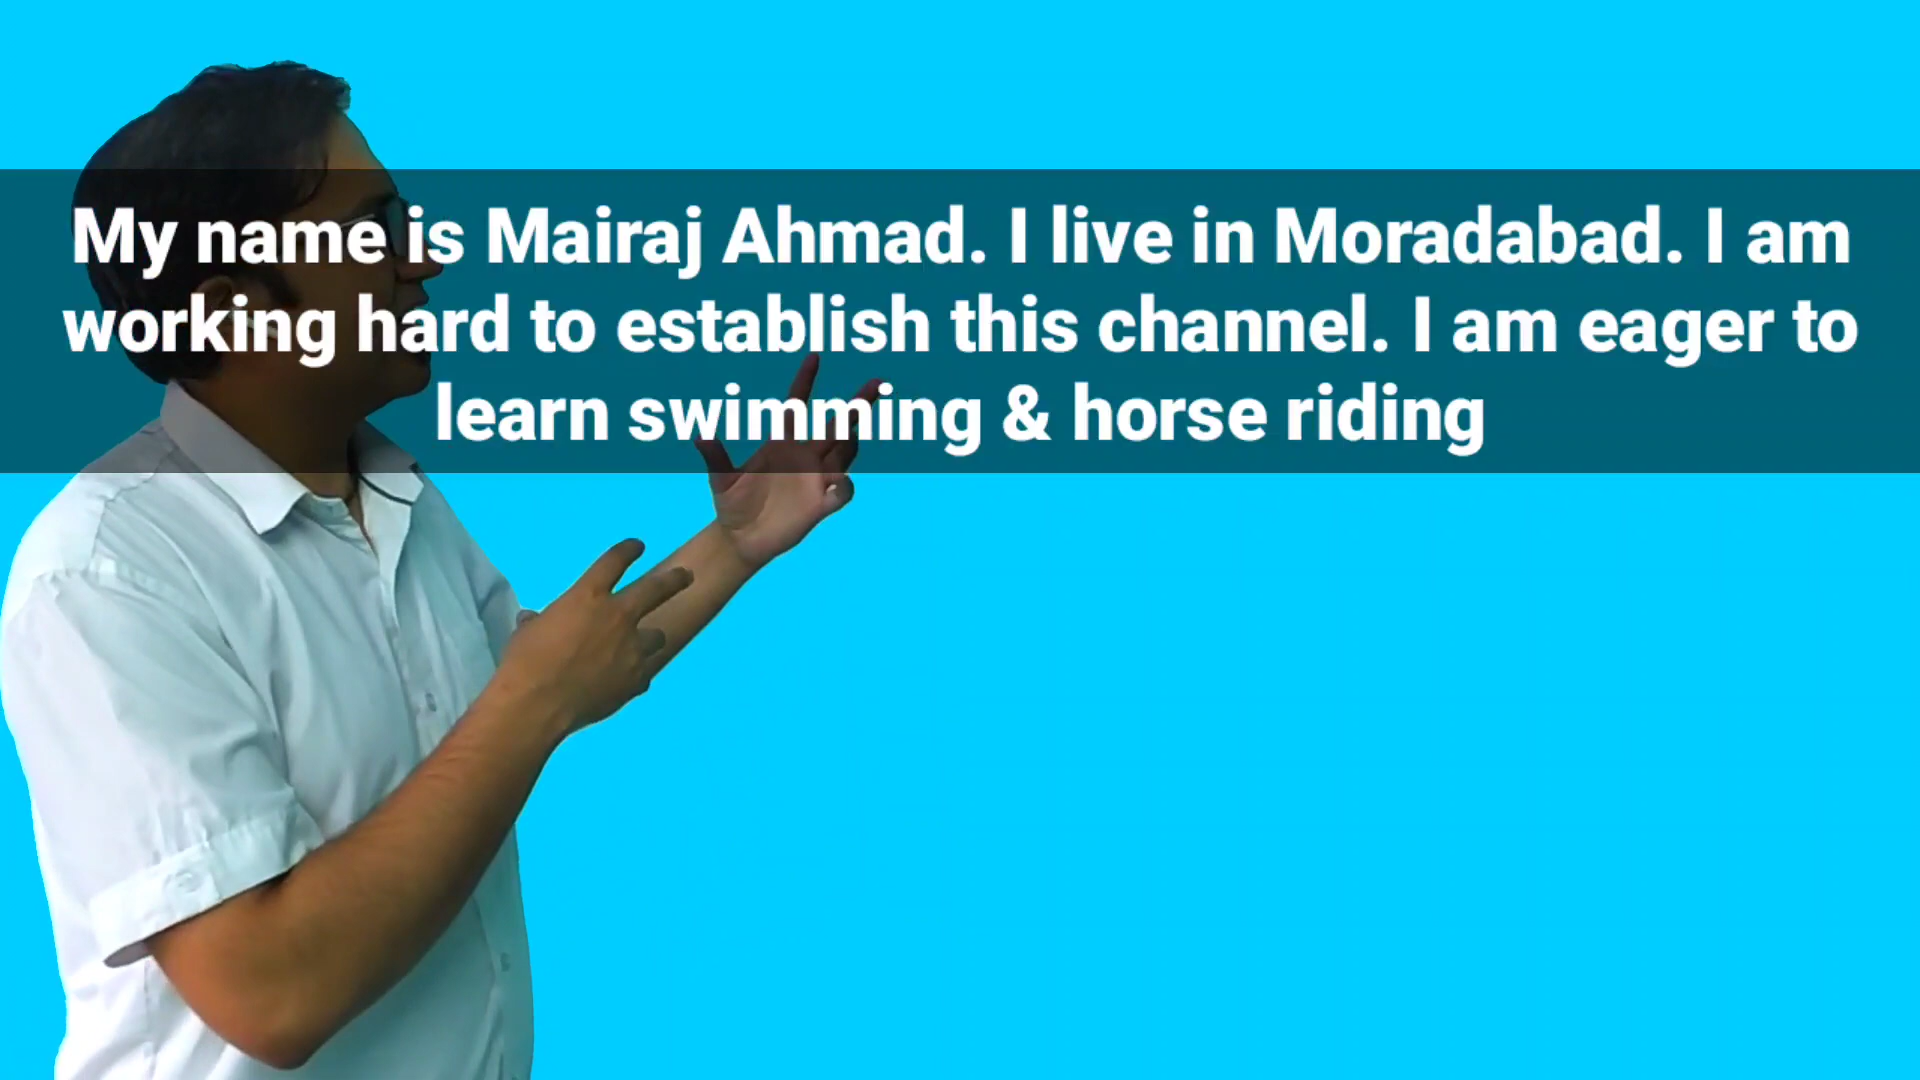 My name is Mairaj Ahmad. I live in Moradabad. I am
working hard to establish this channel. I am eager to
learn swimming & horse riding